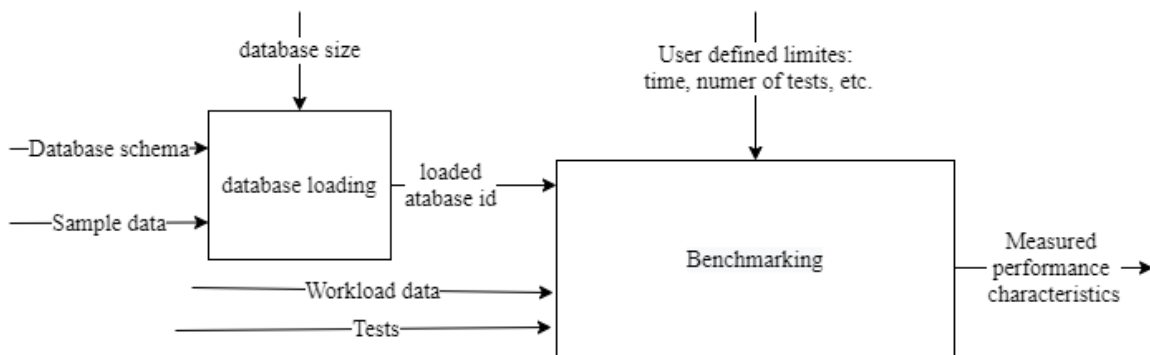 database size
User defined limites:
time, numer of tests, etc.
Database schema
database loading
loaded
atabase id
Sample data
Benchmarking
Measured
performance
characteristics
Workload data
Tests